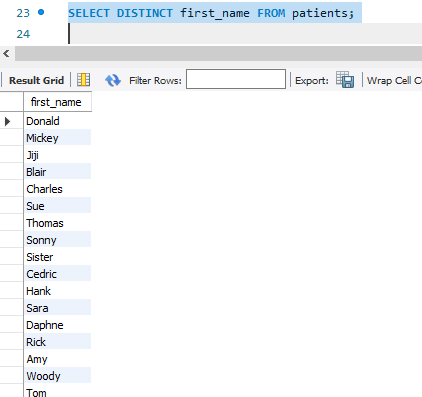 23 SELECT DISTINCT first_name FROM patients;
24
Result Grid Filter Rows: Export: Wrap Cell Co
first_name
Donald
Mickey
Jiji
Blair
Charles
Sue
Thomas
Sonny
Sister
Cedric
Hank
Sara
Daphne
Rick
Amy
Woody
Tom